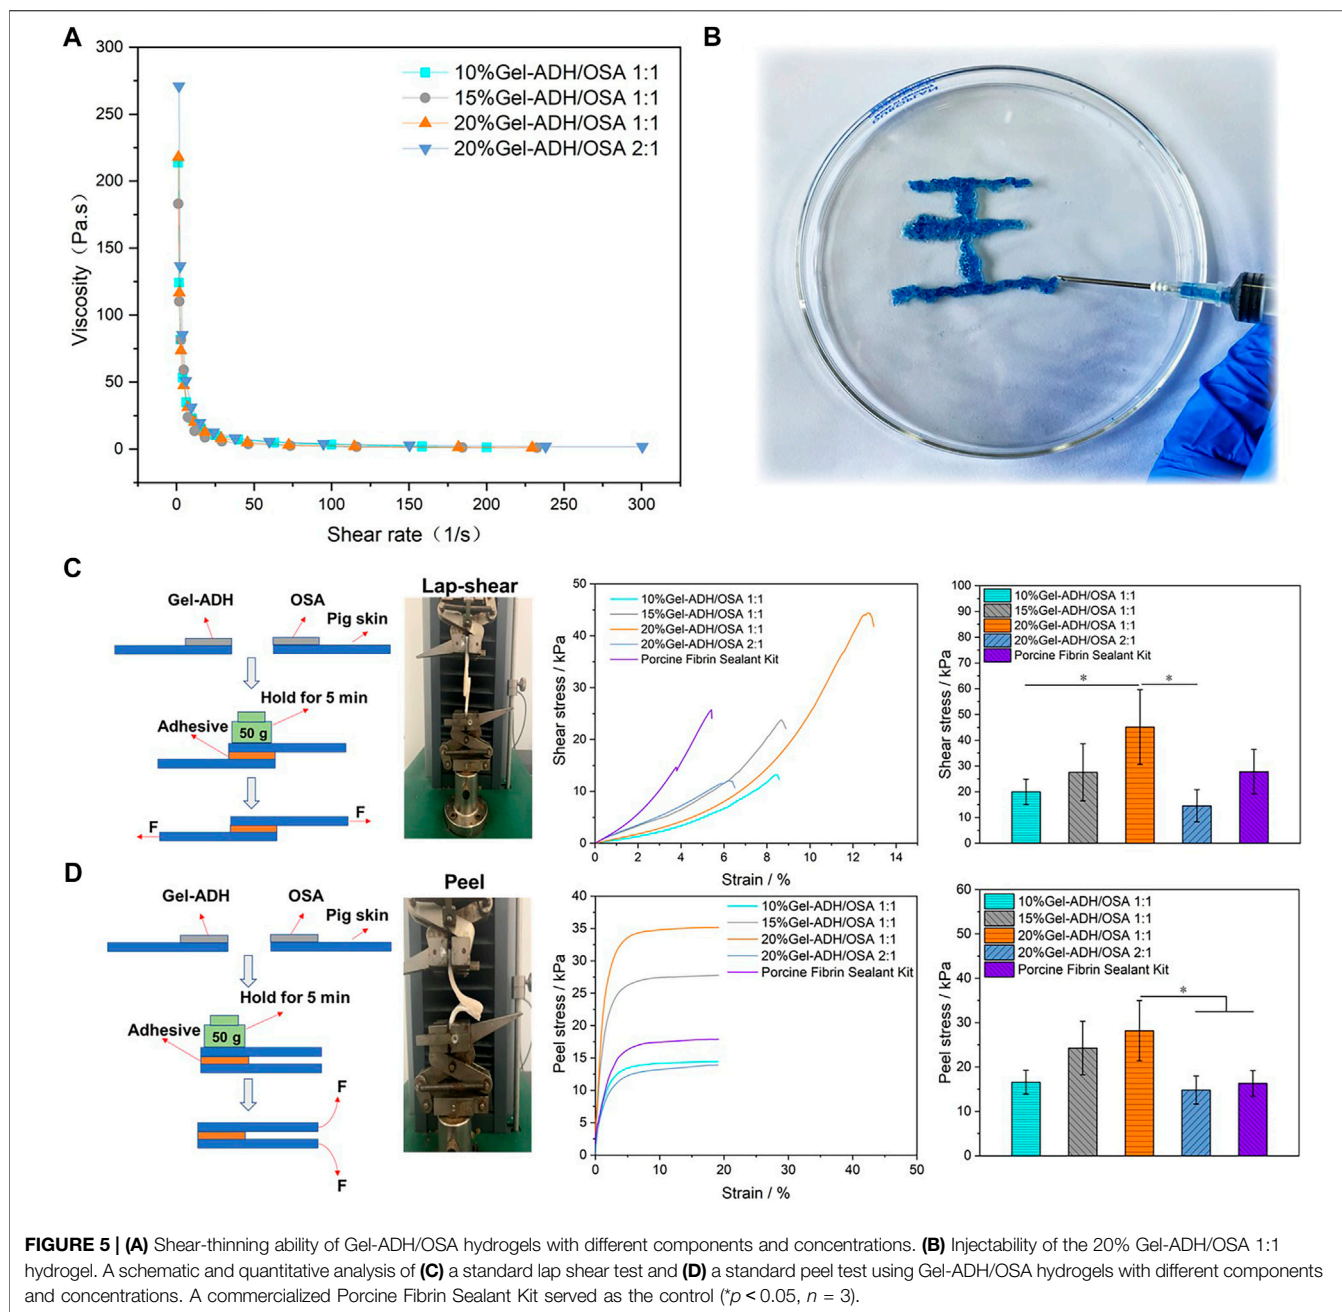 A
300
250
200
150
100
50
0
Viscosity（Pa.s）
10%Gel-ADH/OSA 1:1
15%Gel-ADH/OSA 1:1
20%Gel-ADH/OSA 1:1
20%Gel-ADH/OSA 2:1
0 50 100 150 200 250 300
Shear rate（1/s）
B
C
Gel-ADH
OSA
Pig skin
Hold for 5 min
Adhesive
50 g
F
F
Lap-shear
50
40
30
20
10
0
Shear stress / kPa
10%Gel-ADH/OSA 1:1
15%Gel-ADH/OSA 1:1
20%Gel-ADH/OSA 1:1
20%Gel-ADH/OSA 2:1
Porcine Fibrin Sealant Kit
0 2 4 6 8 10 12 14
Strain / %
100
90
80
70
60
50
40
30
20
10
0
Shear stress / kPa
10%Gel-ADH/OSA 1:1
15%Gel-ADH/OSA 1:1
20%Gel-ADH/OSA 1:1
20%Gel-ADH/OSA 2:1
Porcine Fibrin Sealant Kit
* *
D
Gel-ADH
OSA
Pig skin
Hold for 5 min
Adhesive
50 g
F
F
Peel
40
35
30
25
20
15
10
5
0
Peel stress / kPa
10%Gel-ADH/OSA 1:1
15%Gel-ADH/OSA 1:1
20%Gel-ADH/OSA 1:1
20%Gel-ADH/OSA 2:1
Porcine Fibrin Sealant Kit
0 10 20 30 40 50
Strain / %
60
50
40
30
20
10
0
Peel stress / kPa
10%Gel-ADH/OSA 1:1
15%Gel-ADH/OSA 1:1
20%Gel-ADH/OSA 1:1
20%Gel-ADH/OSA 2:1
Porcine Fibrin Sealant Kit
*
FIGURE 5 | (A) Shear-thinning ability of Gel-ADH/OSA hydrogels with different components and concentrations. (B) Injectability of the 20% Gel-ADH/OSA 1:1
hydrogel. A schematic and quantitative analysis of (C) a standard lap shear test and (D) a standard peel test using Gel-ADH/OSA hydrogels with different components
and concentrations. A commercialized Porcine Fibrin Sealant Kit served as the control (*p < 0.05, n = 3).